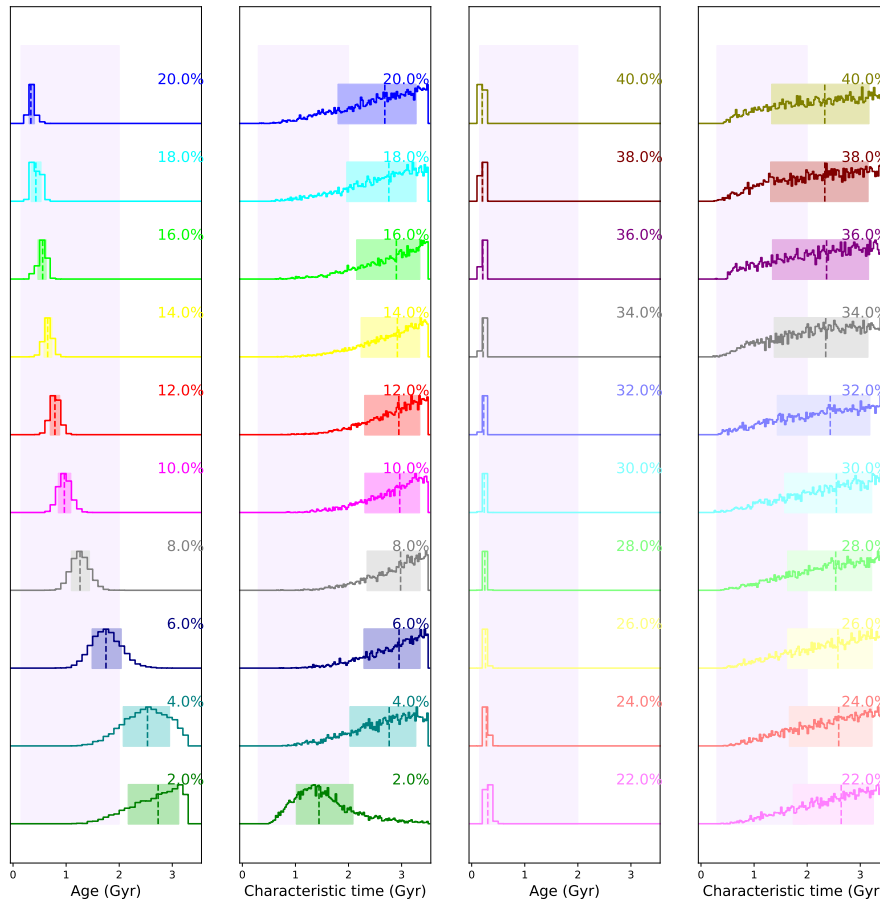 20.0% 20.0% 40.0% 40.0%
18.0% 18.0% 38.0% 38.0%
16.0% 16.0% 36.0% 36.0%
14.0% 14.0% 34.0% 34.0%
12.0% 12.0% 32.0% 32.0%
10.0% 10.0% 30.0% 30.0%
8.0% 8.0% 28.0% 28.0%
6.0% 6.0% 26.0% 26.0%
4.0% 4.0% 24.0% 24.0%
2.0% 2.0% 22.0% 22.0%
0 1 2 3 0 1 2 3 0 1 2 3 0 1 2 3
Age (Gyr) Characteristic time (Gyr) Age (Gyr) Characteristic time (Gyr